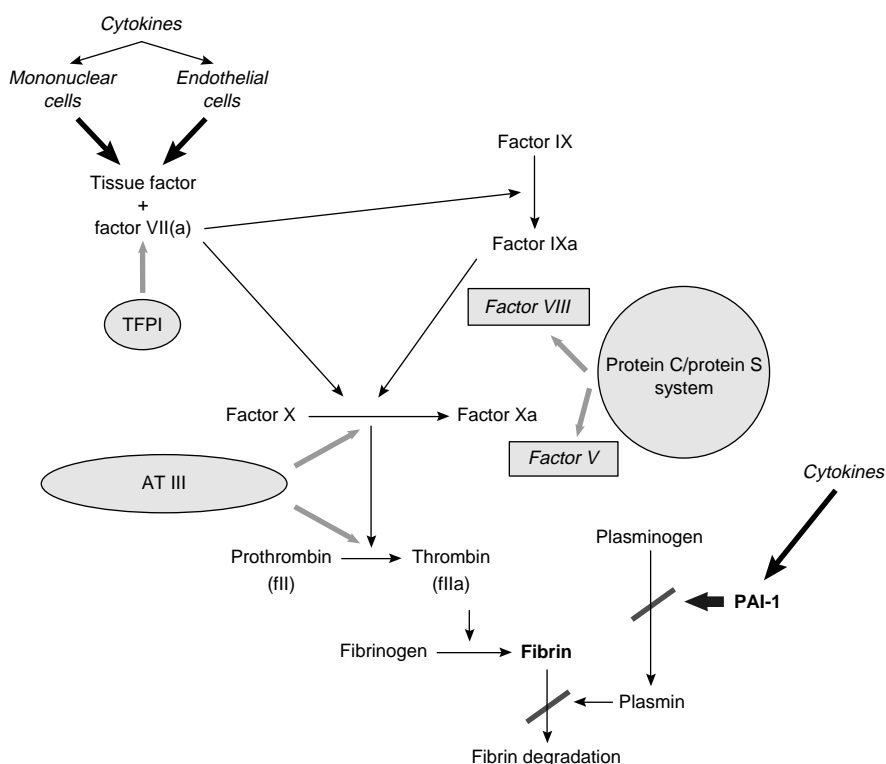 Cytokines
Mononuclear
cells
Endothelial
cells
Tissue factor
+
factor VII(a)
Factor IX
Factor IXa
TFPI
Factor VIII
Protein C/protein S
system
Factor X
Factor Xa
Factor V
AT III
Cytokines
Prothrombin
(fII)
Thrombin
(fIIa)
Plasminogen
PAI-1
Fibrinogen
Fibrin
Plasmin
Fibrin degradation